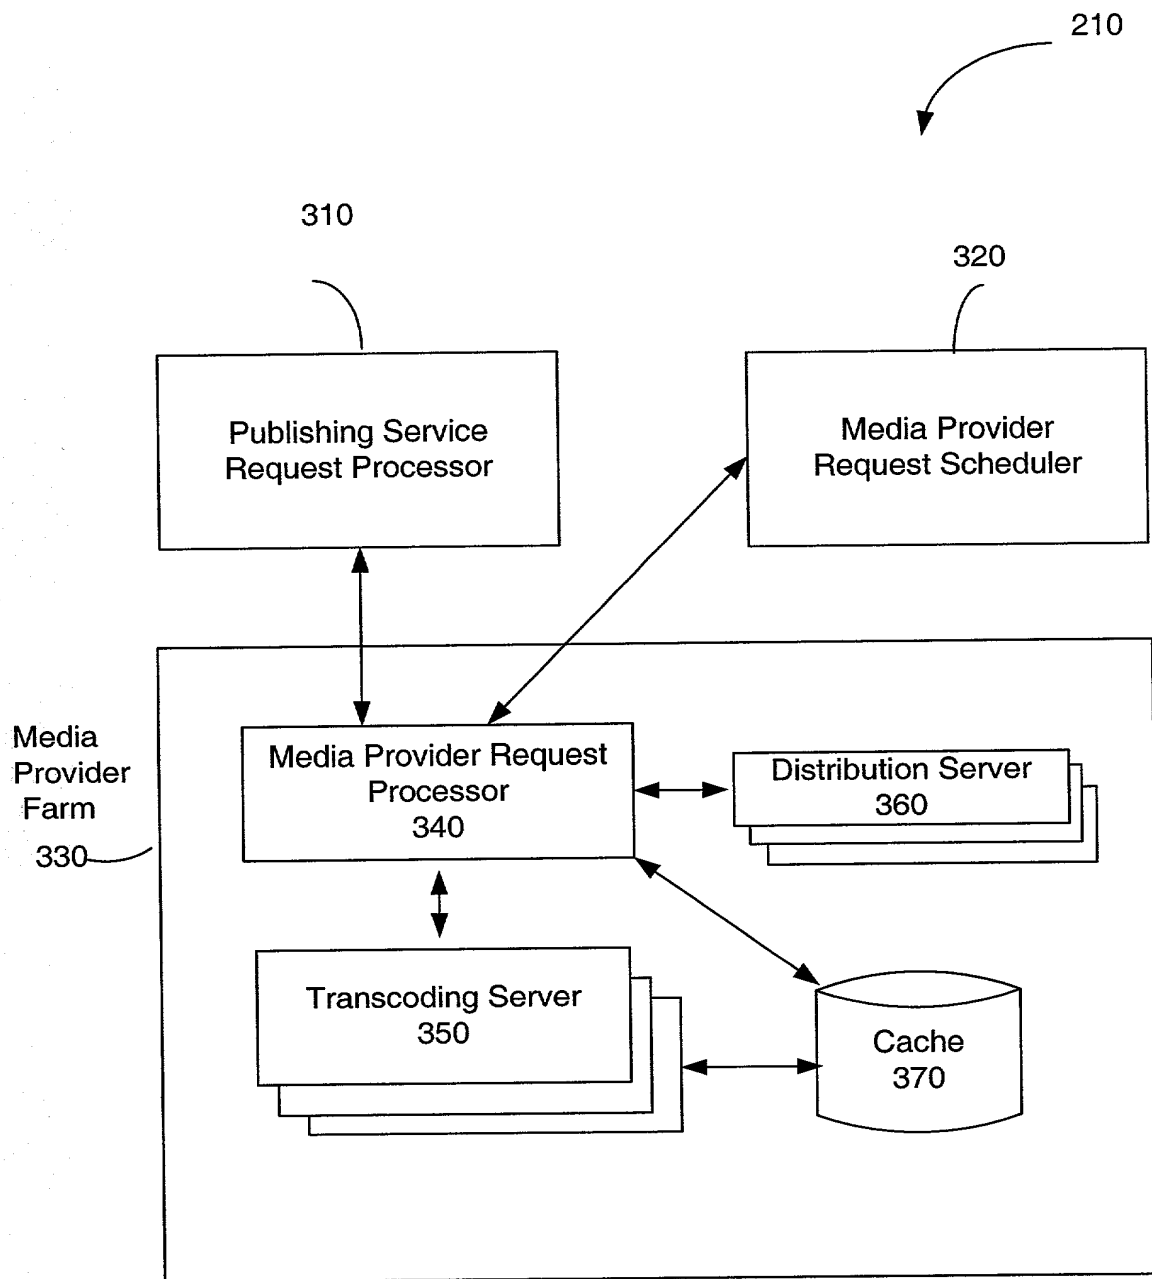 210
310
320
Publishing Service
Request Processor
Media Provider
Request Scheduler
Media
Provider
Farm
330
Media Provider Request
Processor
340
Distribution Server
360
Transcoding Server
350
Cache
370